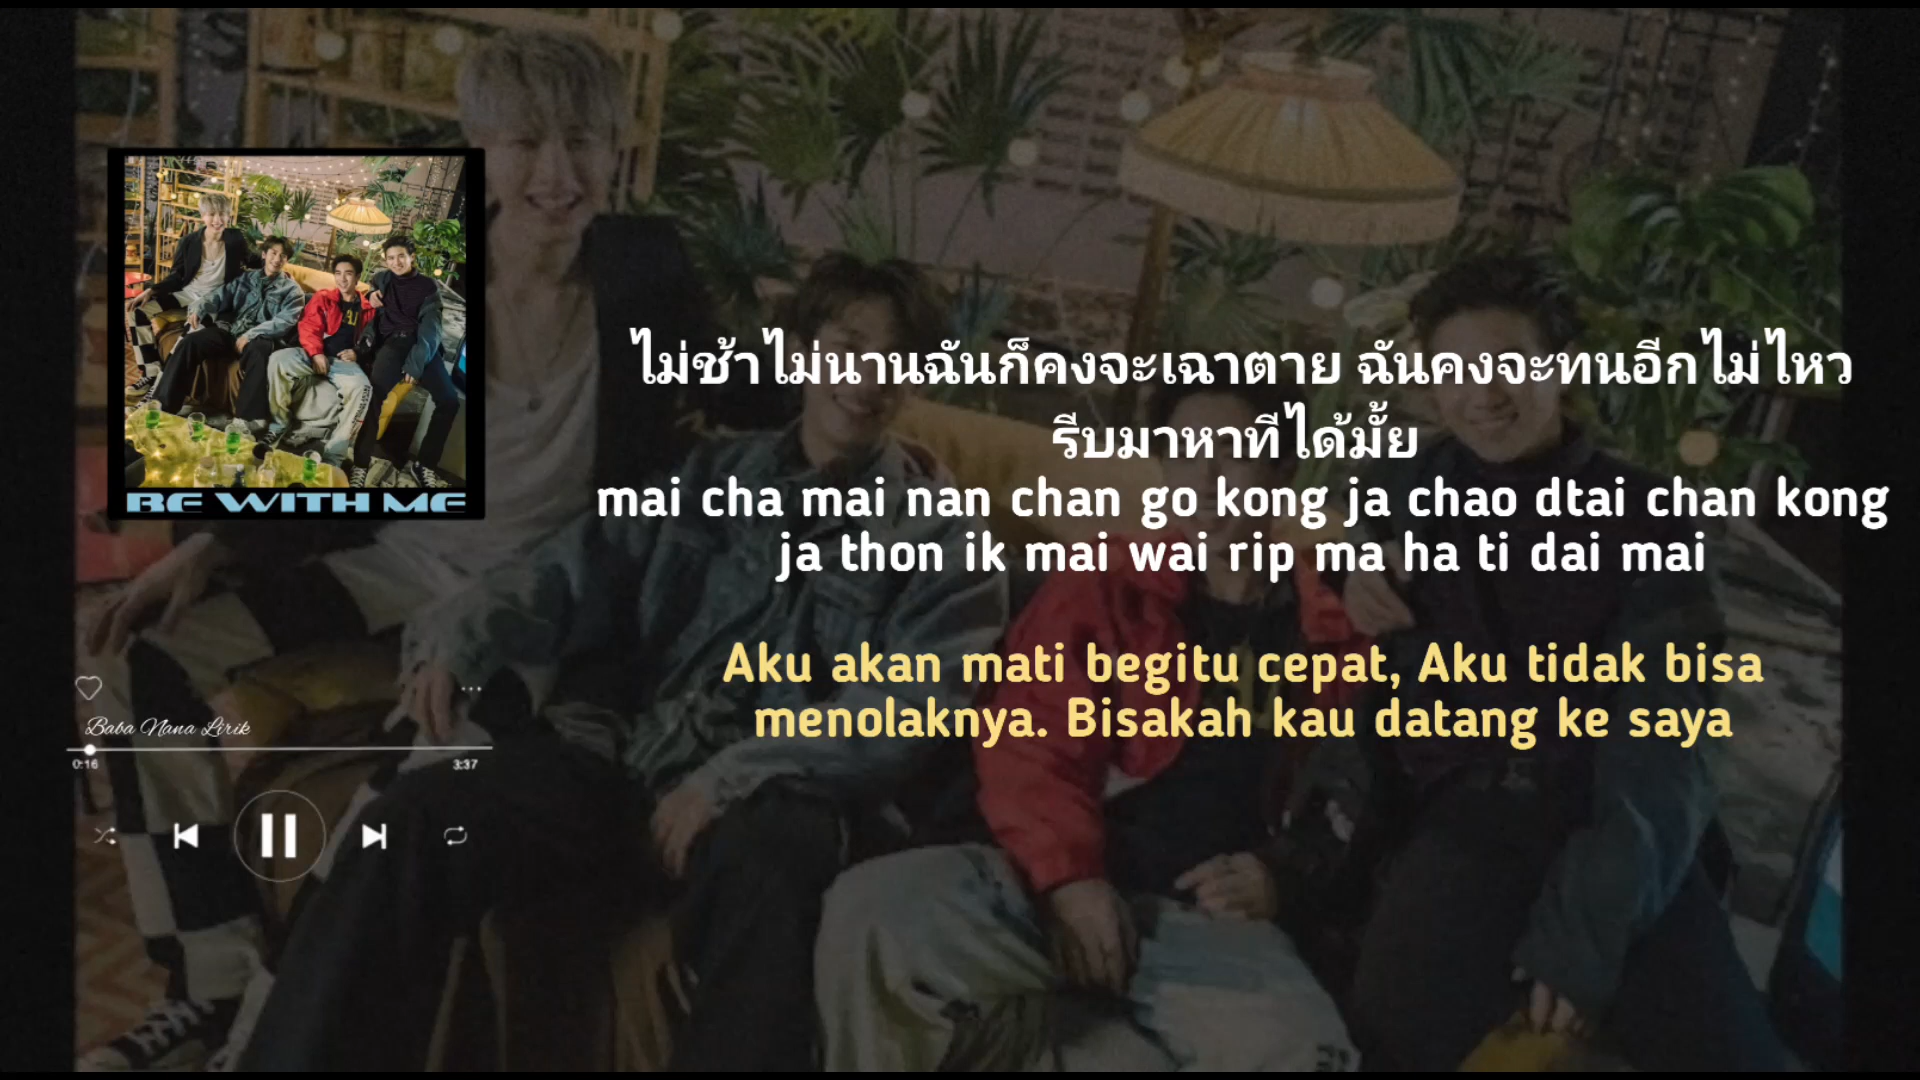 BE WITH ME
ไม่ช้าไม่นานฉันก็คงจะเฉาตาย ฉันคงจะทนอีกไม่ไหว
รีบมาหาทีได้มั้ย
mai cha mai nan chan go kong ja chao dtai chan kong
ja thon ik mai wai rip ma ha ti dai mai
Aku akan mati begitu cepat, Aku tidak bisa
menolaknya. Bisakah kau datang ke saya
Baba Nana Lirik
0:16
3:37